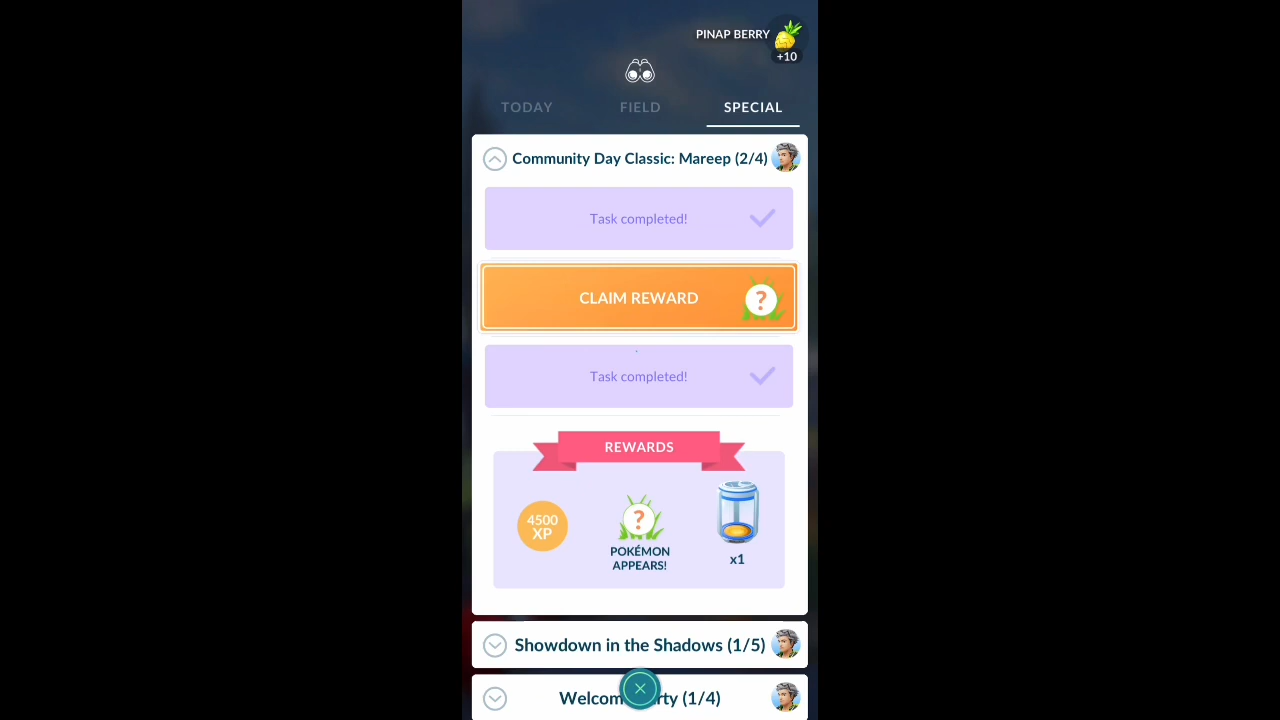 PINAP BERRY
+10
TODAY
FIELD
SPECIAL
Community Day Classic: Mareep (2/4)
Task completed!
CLAIM REWARD
?
Task completed!
REWARDS
4500
XP
?
POKÉMON
APPEARS!
x1
Showdown in the Shadows (1/5)
(1/4)